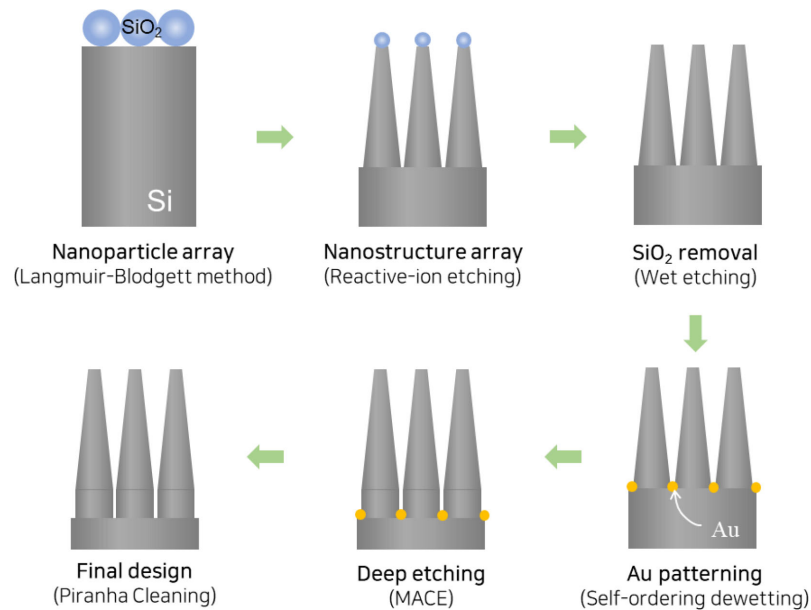 SiO₂
Si
Nanoparticle array
(Langmuir-Blodgett method)
Nanostructure array
(Reactive-ion etching)
SiO₂ removal
(Wet etching)
Au
Au patterning
(Self-ordering dewetting)
Deep etching
(MACE)
Final design
(Piranha Cleaning)